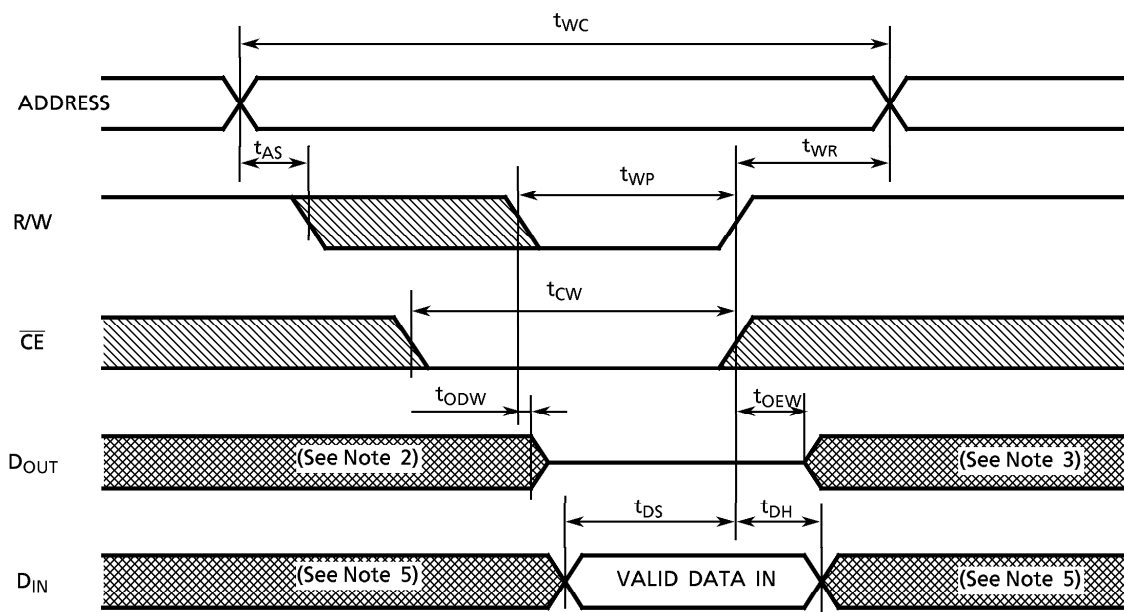 tWC
ADDRESS
tAS
tWR
tWP
R/W
tCW
CE
tODW
tOEW
DOUT
(See Note 2)
(See Note 3)
tDS
tDH
DIN
(See Note 5)
VALID DATA IN
(See Note 5)